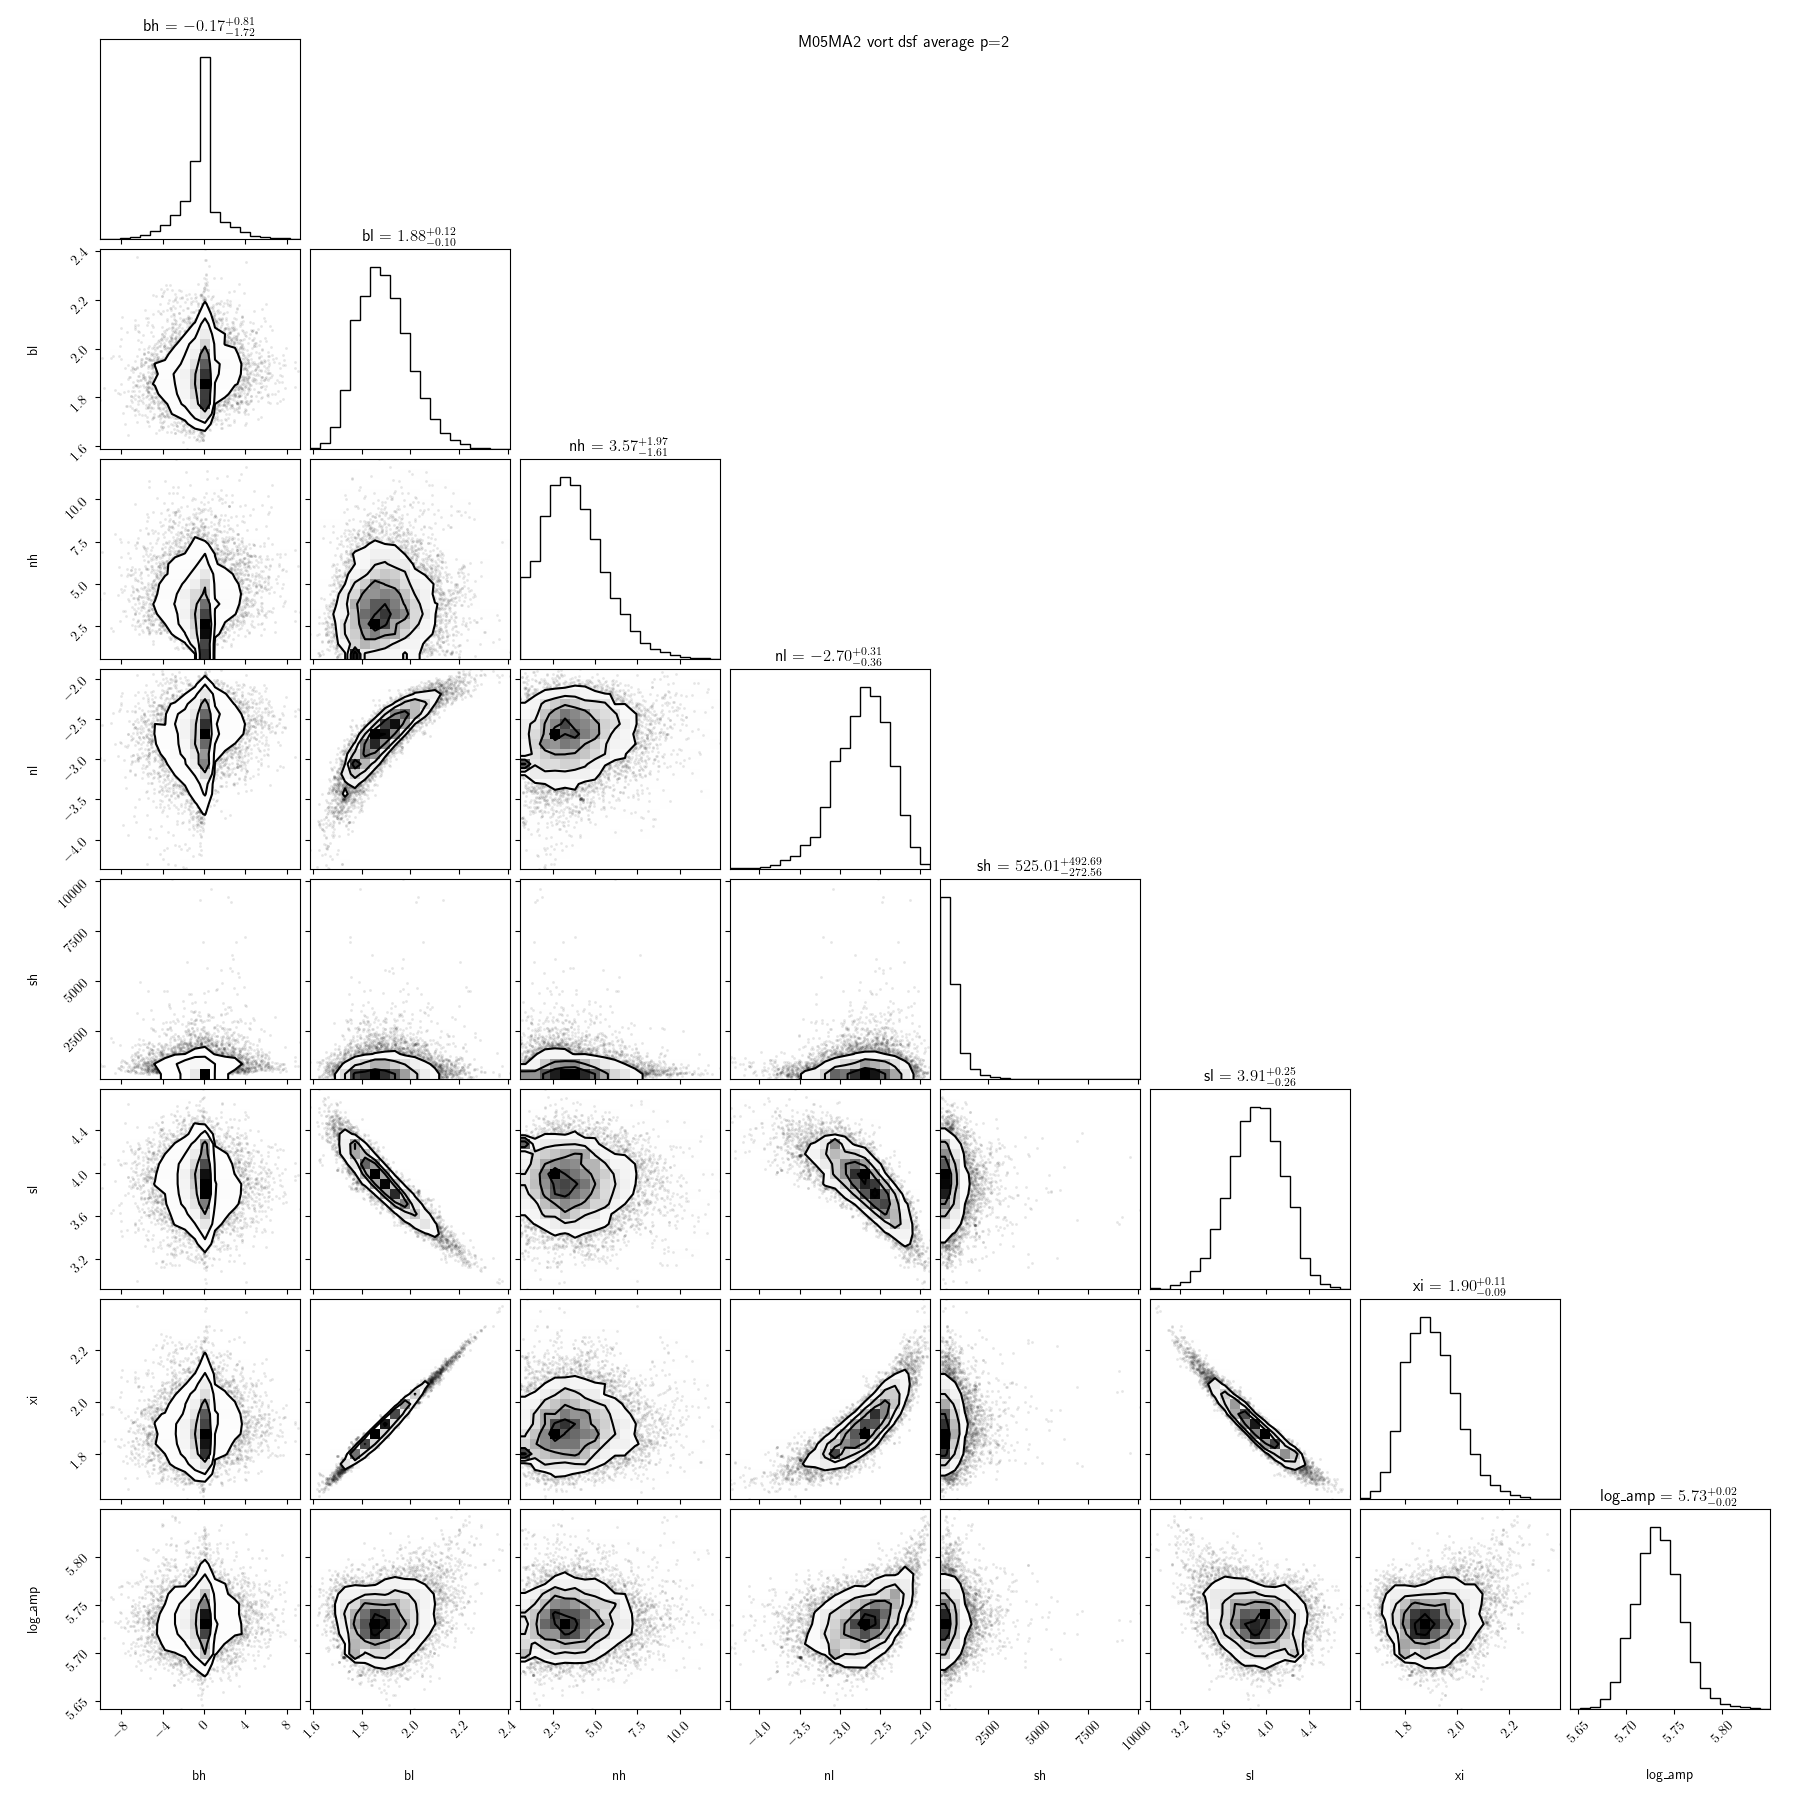 M05MA2 vort dsf average p=2
bh = −0.17+0.81−1.72
bl = 1.88+0.12−0.10
nh = 3.57+1.97−1.61
nl = −2.70+0.31−0.36
sh = 525.01+492.69−272.56
sl = 3.91+0.25−0.26
xi = 1.90+0.11−0.09
log_amp = 5.73+0.02−0.02
bl
2.4
2.2
2.0
1.8
1.6
nh
10.0
7.5
5.0
2.5
nl
−2.0
−2.5
−3.0
−3.5
−4.0
sh
10000
7500
5000
2500
sl
4.4
4.0
3.6
3.2
xi
2.2
2.0
1.8
log_amp
5.80
5.75
5.70
5.65
−8 −4 0 4 8 1.6 1.8 2.0 2.2 2.4 2.5 5.0 7.5 10.0 −4.0 −3.5 −3.0 −2.5 −2.0 2500 5000 7500 10000 3.2 3.6 4.0 4.4 1.8 2.0 2.2 5.65 5.70 5.75 5.80
bh bl nh nl sh sl xi log_amp